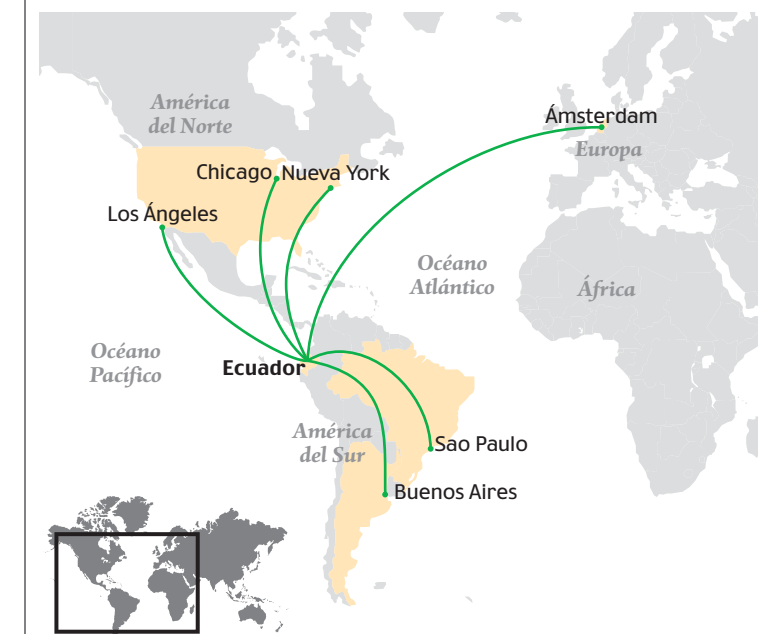 América
del Norte
Ámsterdam
Europa
Chicago
Nueva York
Los Ángeles
Océano
Atlántico
África
Océano
Pacífico
Ecuador
América
del Sur
Sao Paulo
Buenos Aires